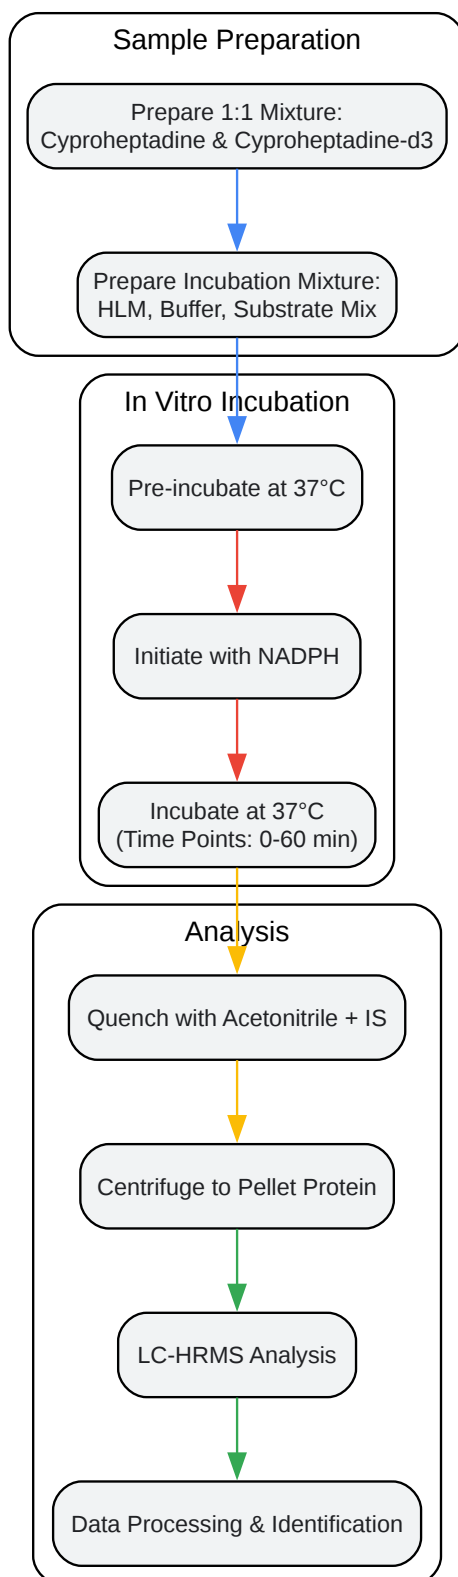 Sample Preparation
Prepare 1:1 Mixture:
Cyproheptadine & Cyproheptadine-d3
Prepare Incubation Mixture:
HLM, Buffer, Substrate Mix
In Vitro Incubation
Pre-incubate at 37°C
Initiate with NADPH
Incubate at 37°C
(Time Points: 0-60 min)
Analysis
Quench with Acetonitrile + IS
Centrifuge to Pellet Protein
LC-HRMS Analysis
Data Processing & Identification